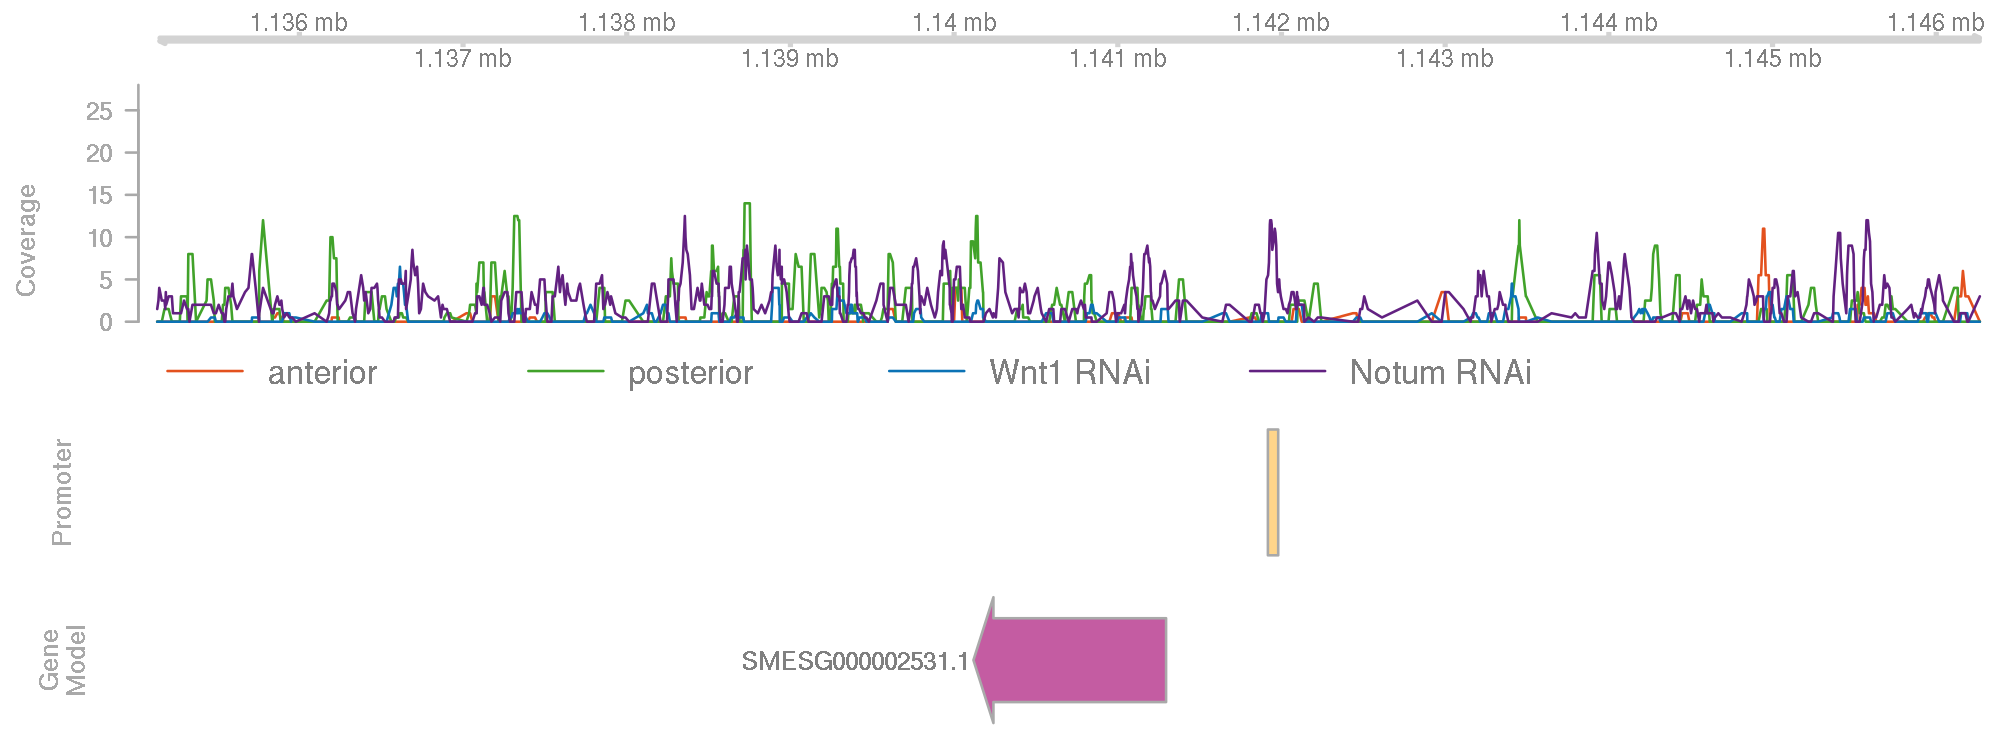 1.136 mb 1.138 mb 1.14 mb 1.142 mb 1.144 mb 1.146 mb
1.137 mb 1.139 mb 1.141 mb 1.143 mb 1.145 mb
Coverage
25
20
15
10
5
0
anterior posterior Wnt1 RNAi Notum RNAi
Promoter
Gene
Model
SMESG000002531.1